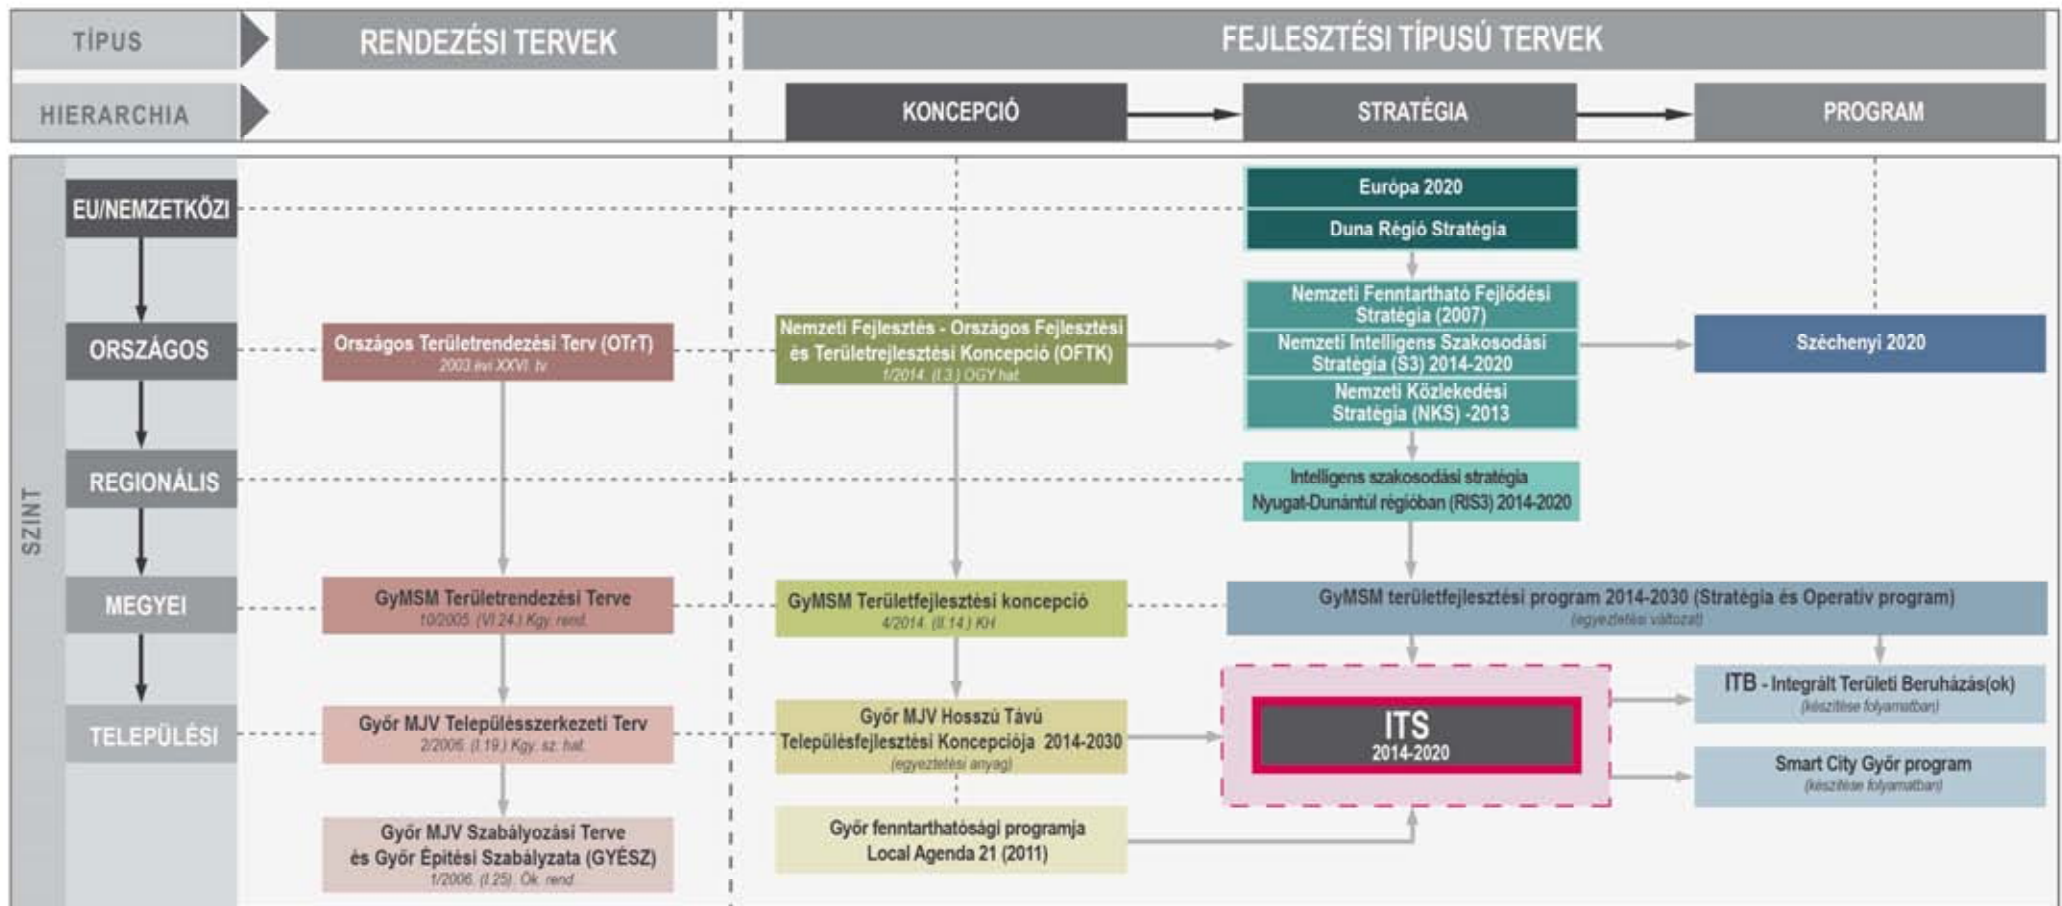 TÍPUS
RENDEZÉSI TERVEK
FEJLESZTÉSI TÍPUSÚ TERVEK
HIERARCHIA
KONCEPCIÓ
STRATÉGIA
PROGRAM
SZINT
EU/NEMZETKÖZI
Európa 2020
Duna Régió Stratégia
ORSZÁGOS
Országos Területrendezési Terv (OTrT)
2003.évi XXVI. tv.
Nemzeti Fejlesztés - Országos Fejlesztési
és Területrejlesztési Koncepció (OFTK)
1/2014. (I.3.) OGY hat.
Nemzeti Fenntartható Fejlődési
Stratégia (2007)
Nemzeti Intelligens Szakosodási
Stratégia (S3) 2014-2020
Nemzeti Közlekedési
Stratégia (NKS) -2013
Széchenyi 2020
REGIONÁLIS
Intelligens szakosodási stratégia
Nyugat-Dunántúl régióban (RIS3) 2014-2020
MEGYEI
GyMSM Területrendezési Terve
10/2005. (VI.24.) Kgy. rend.
GyMSM Területfejlesztési koncepció
4/2014. (II.14.) KH
GyMSM területfejlesztési program 2014-2030 (Stratégia és Operatív program)
(egyeztetési változat)
TELEPÜLÉSI
Győr MJV Településszerkezeti Terv
2/2006. (I.19.) Kgy. sz. hat.
Győr MJV Hosszú Távú
Településfejlesztési Koncepciója 2014-2030
(egyeztetési anyag)
ITS
2014-2020
ITB - Integrált Területi Beruházás(ok)
(készítése folyamatban)
Smart City Győr program
(készítése folyamatban)
Győr MJV Szabályozási Terve
és Győr Építési Szabályzata (GYÉSZ)
1/2006. (I.25). Ök. rend.
Győr fenntarthatósági programja
Local Agenda 21 (2011)